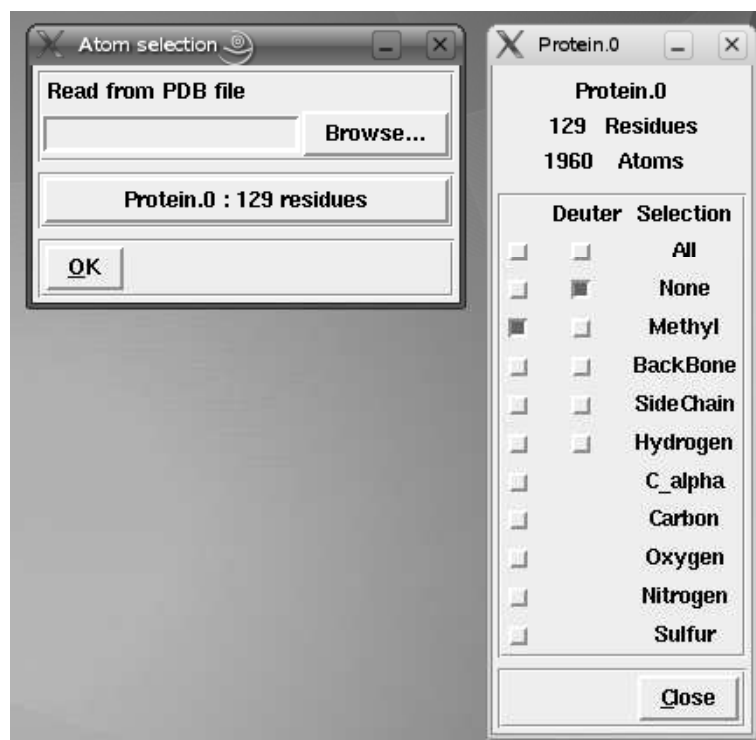 Atom selection
Read from PDB file
Browse...
Protein.0 : 129 residues
OK
Protein.0
Protein.0
129 Residues
1960 Atoms
Deuter Selection
All
None
Methyl
BackBone
SideChain
Hydrogen
C_alpha
Carbon
Oxygen
Nitrogen
Sulfur
Close